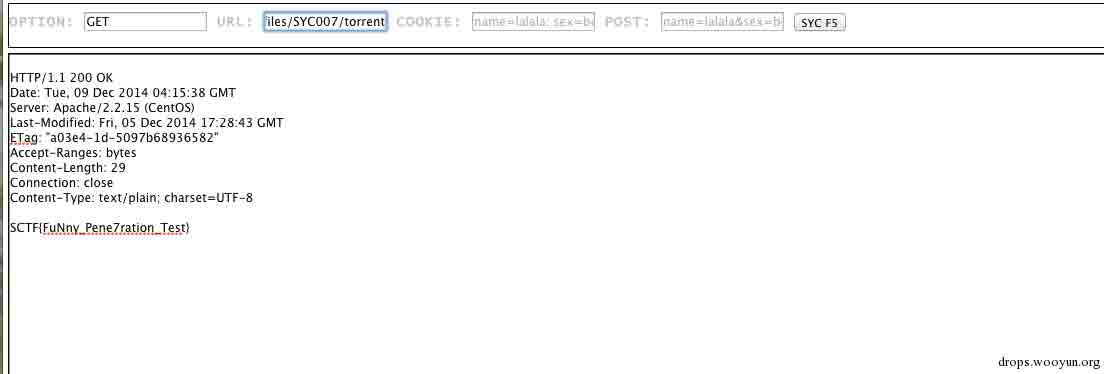 OPTION: GET URL: iles/SYC007/torrent COOKIE: name=lalala; sex=b POST: name=lalala&sex=b SYC F5
HTTP/1.1 200 OK
Date: Tue, 09 Dec 2014 04:15:38 GMT
Server: Apache/2.2.15 (CentOS)
Last-Modified: Fri, 05 Dec 2014 17:28:43 GMT
ETag: "a03e4-1d-5097b68936582"
Accept-Ranges: bytes
Content-Length: 29
Connection: close
Content-Type: text/plain; charset=UTF-8
SCTF{FuNny_Pene7ration_Test}
drops.wooyun.org